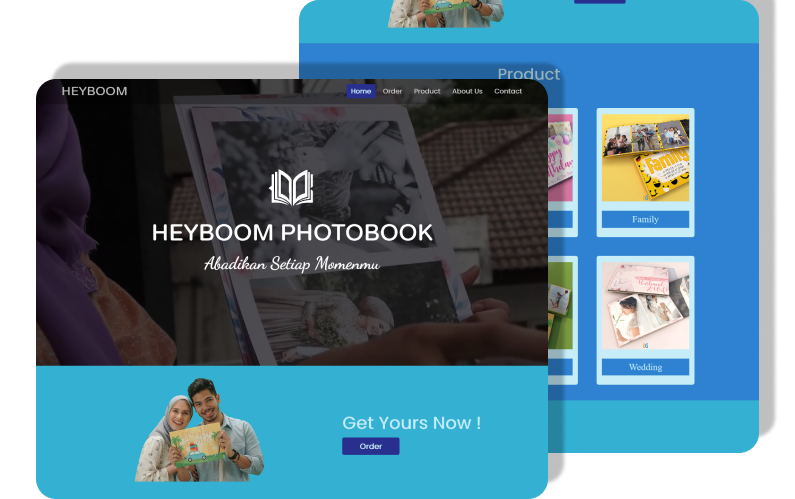 HEYBOOM
Home Order Product About Us Contact
HEYBOOM PHOTOBOOK
Abadikan Setiap Momenmu
Get Yours Now !
Order
Product
family
Family
Wedding